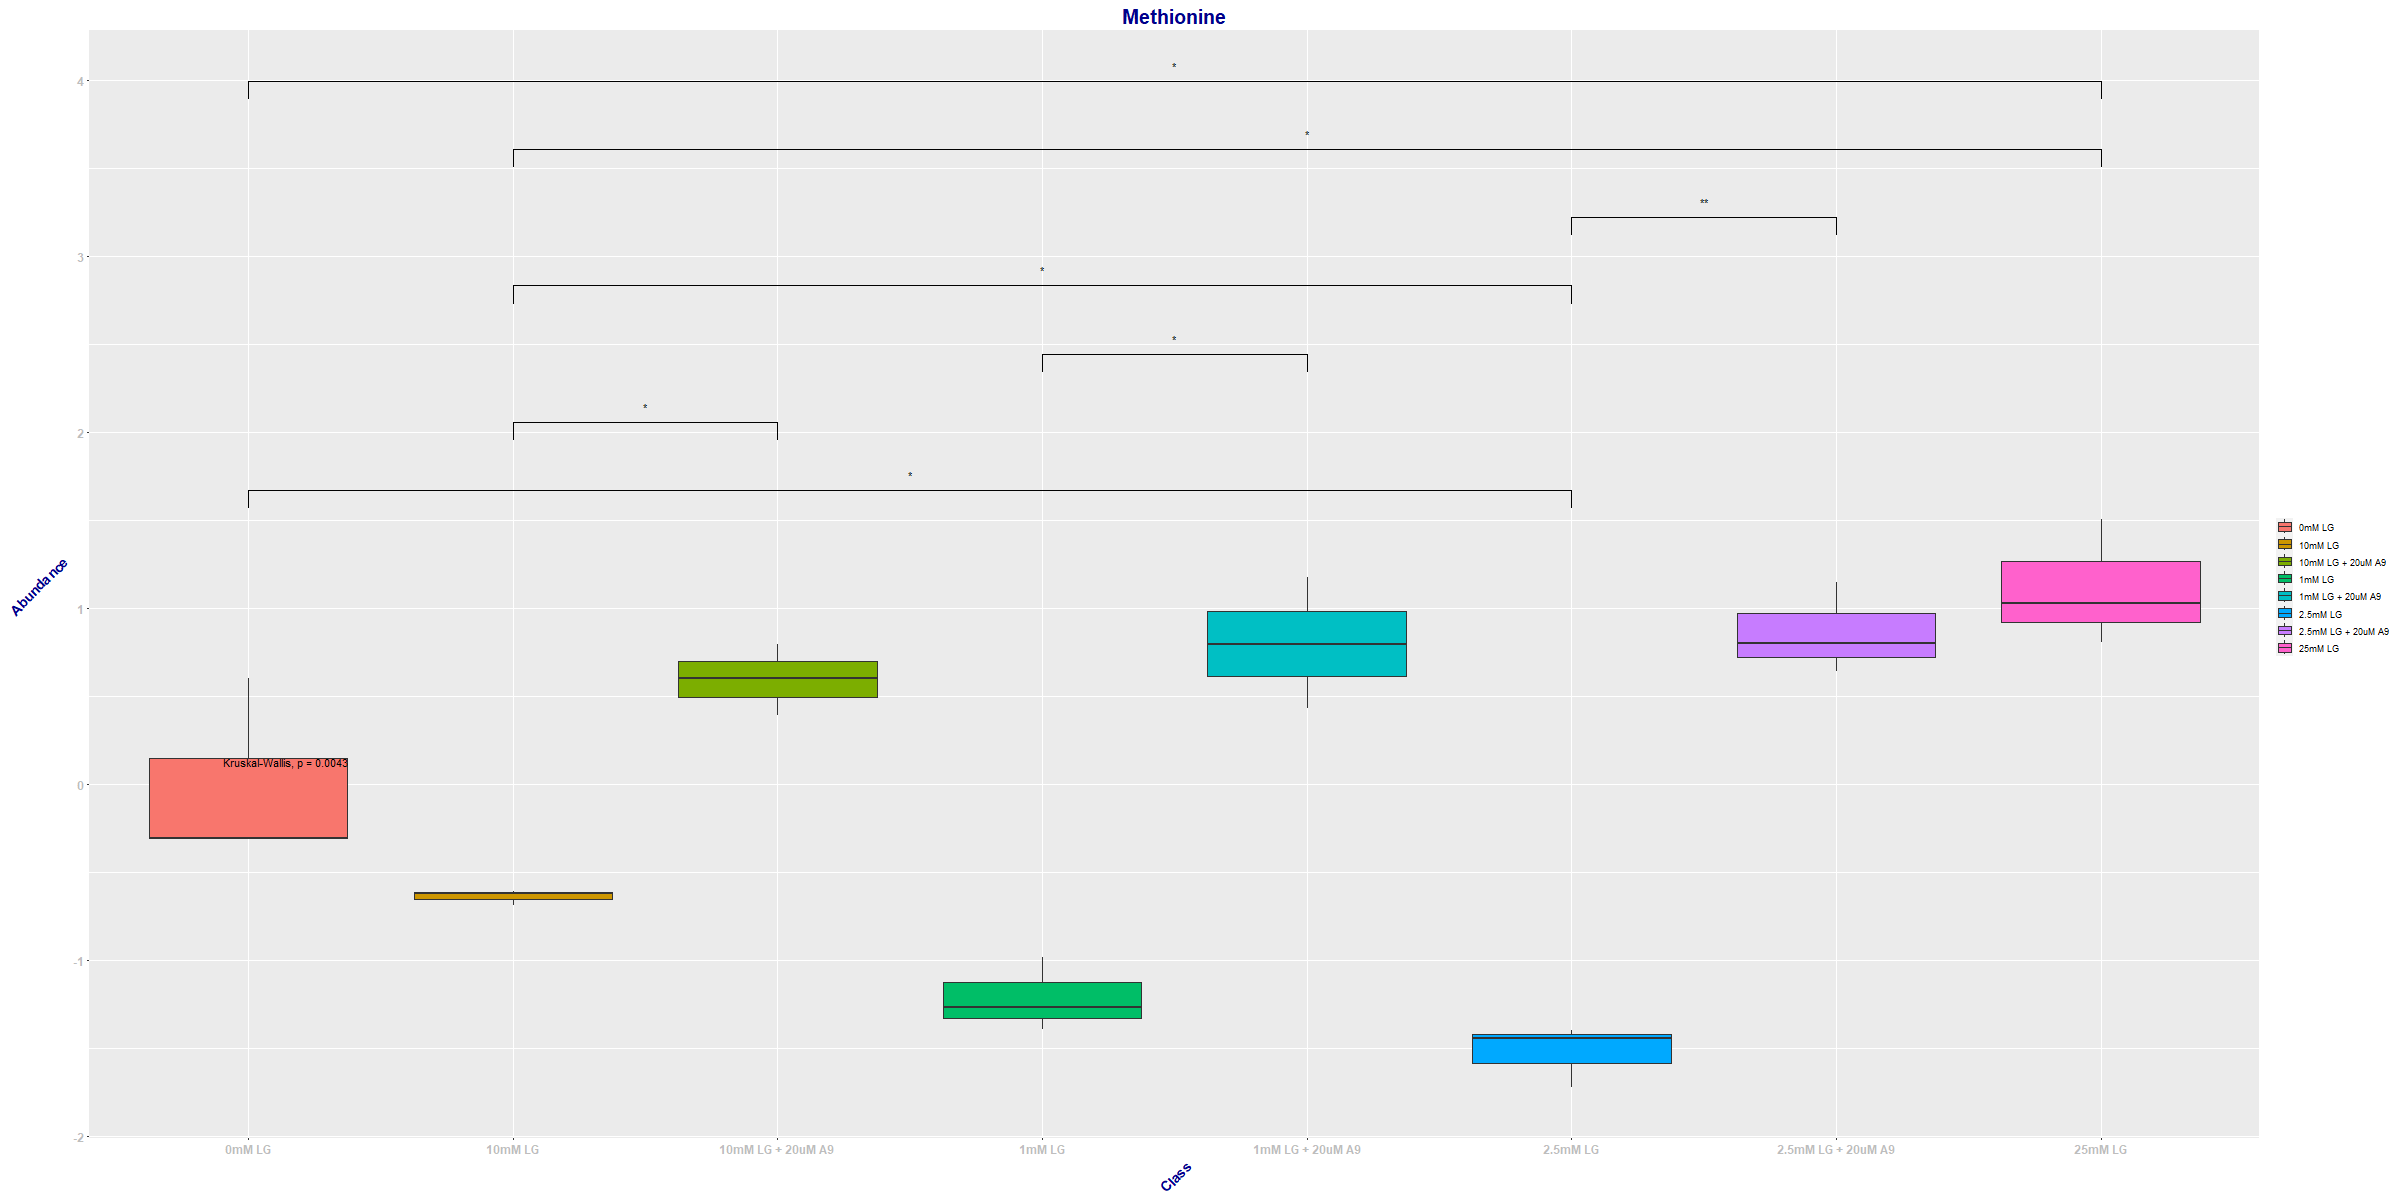 Methionine
4
*
*
**
3
*
*
*
2
*
Abundance
1
Kruskal-Wallis, p = 0.0043
0
-1
-2
0mM LG
10mM LG
10mM LG + 20uM A9
1mM LG
1mM LG + 20uM A9
2.5mM LG
2.5mM LG + 20uM A9
25mM LG
Class
0mM LG
10mM LG
10mM LG + 20uM A9
1mM LG
1mM LG + 20uM A9
2.5mM LG
2.5mM LG + 20uM A9
25mM LG